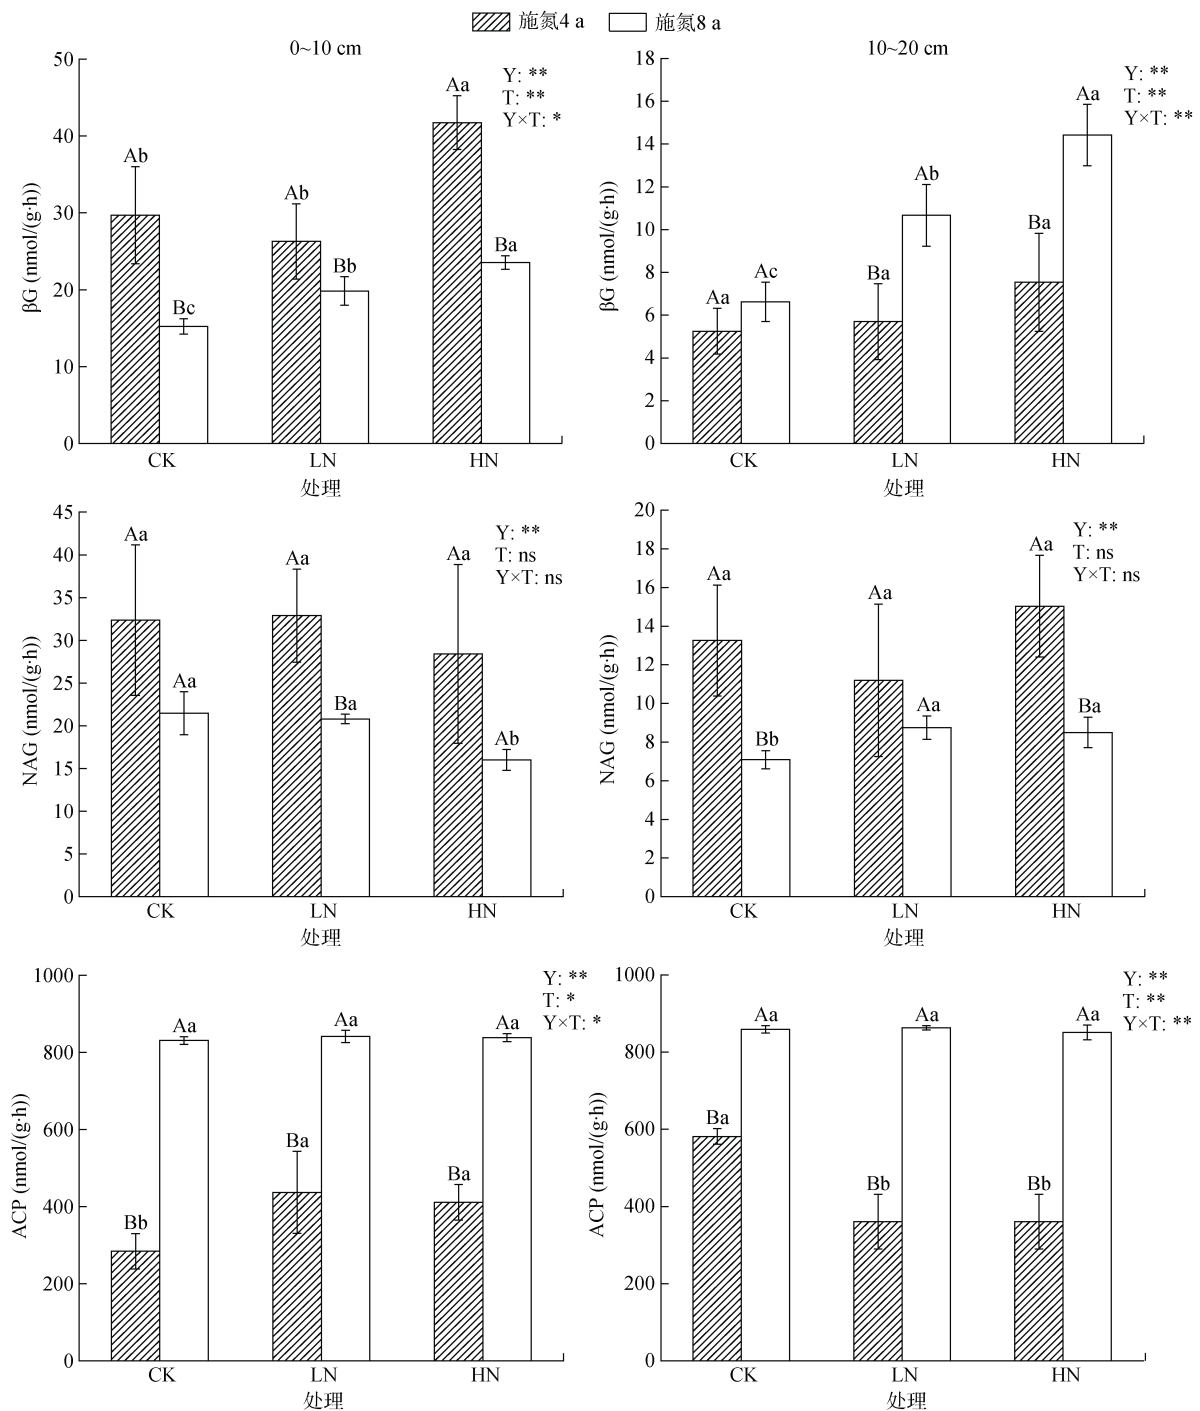 施氮4 a 施氮8 a
0~10 cm
50
40
30
20
10
0
βG (nmol/(g·h))
Y: **
T: **
Y×T: *
Ab
Bc
Ab
Bb
Aa
Ba
CK LN HN
处理
10~20 cm
18
16
14
12
10
8
6
4
2
0
βG (nmol/(g·h))
Y: **
T: **
Y×T: **
Aa
Ac
Ba
Ab
Ba
Aa
CK LN HN
处理
45
40
35
30
25
20
15
10
5
0
NAG (nmol/(g·h))
Y: **
T: ns
Y×T: ns
Aa
Aa
Aa
Ba
Aa
Ab
CK LN HN
处理
20
18
16
14
12
10
8
6
4
2
0
NAG (nmol/(g·h))
Y: **
T: ns
Y×T: ns
Aa
Bb
Aa
Aa
Aa
Ba
CK LN HN
处理
1000
800
600
400
200
0
ACP (nmol/(g·h))
Y: **
T: *
Y×T: *
Bb
Aa
Ba
Aa
Ba
Aa
CK LN HN
处理
1000
800
600
400
200
0
ACP (nmol/(g·h))
Y: **
T: **
Y×T: **
Ba
Aa
Bb
Aa
Bb
Aa
CK LN HN
处理